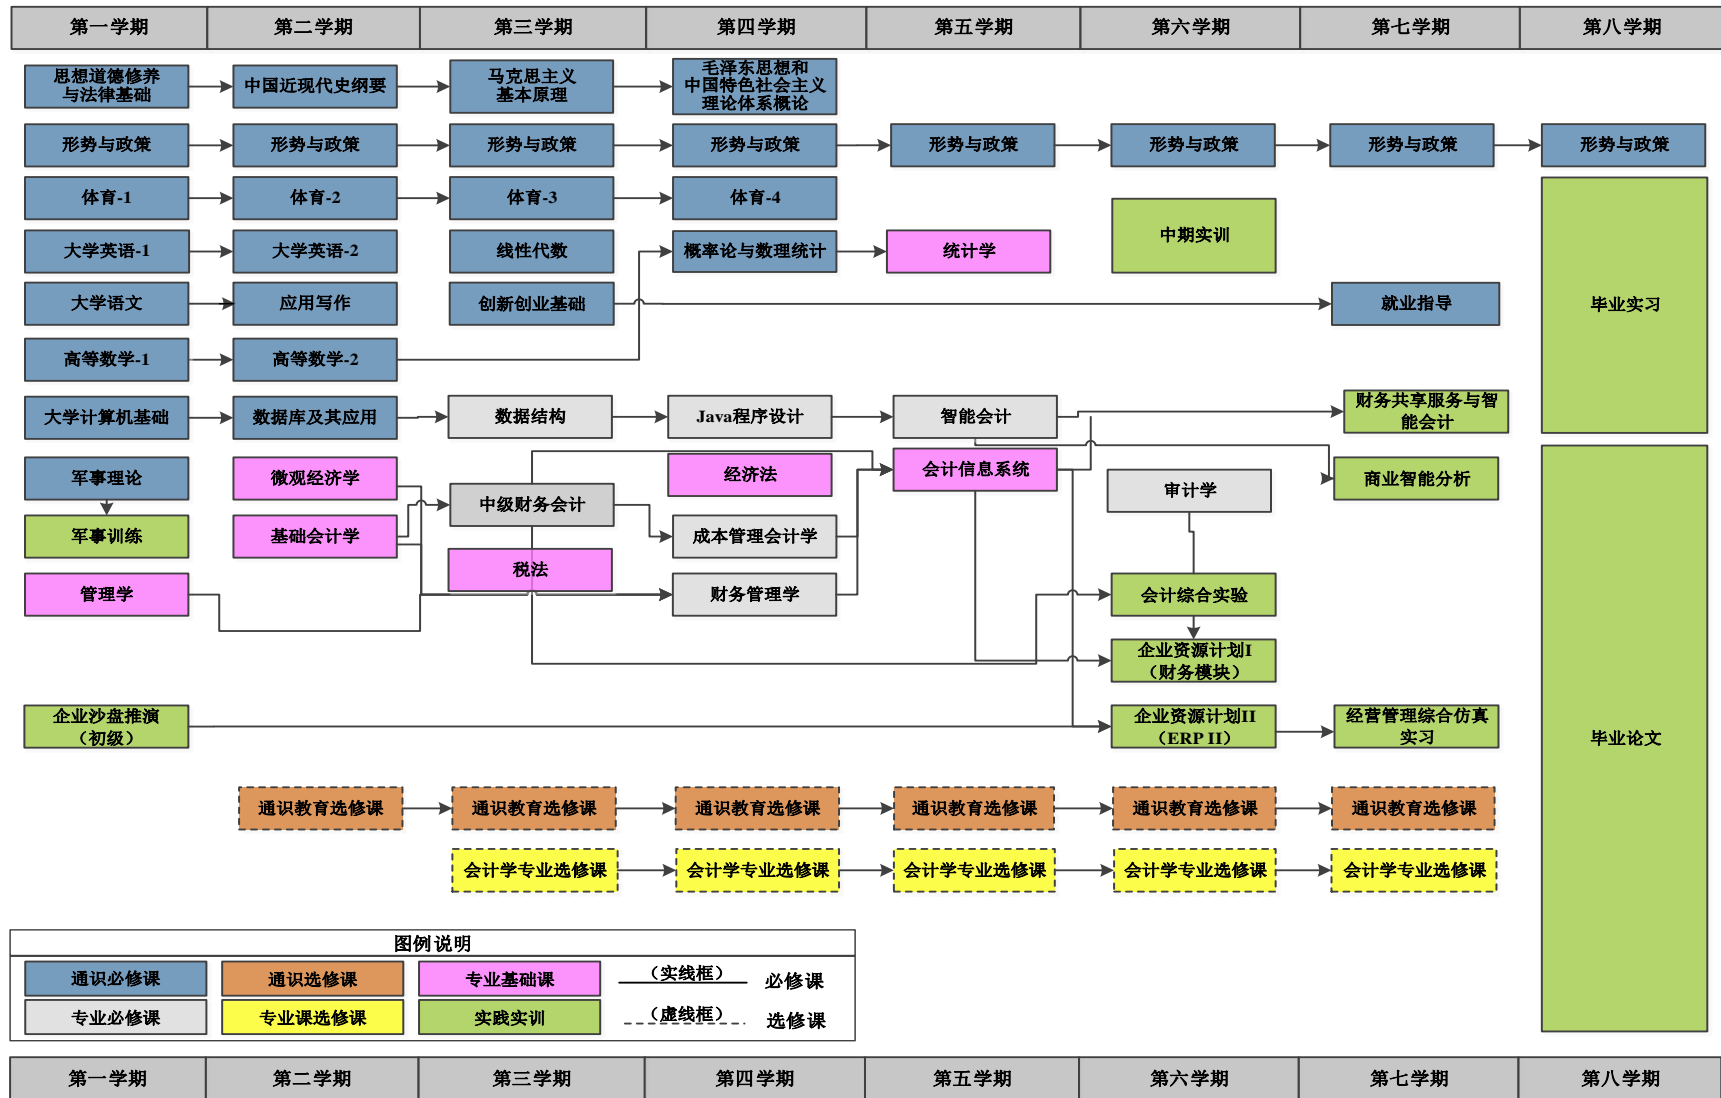 第一学期 第二学期 第三学期 第四学期 第五学期 第六学期 第七学期 第八学期
思想道德修养
与法律基础
中国近现代史纲要
马克思主义
基本原理
毛泽东思想和
中国特色社会主义
理论体系概论
形势与政策 形势与政策 形势与政策 形势与政策 形势与政策 形势与政策 形势与政策 形势与政策
体育-1 体育-2 体育-3 体育-4
中期实训
大学英语-1 大学英语-2 线性代数 概率论与数理统计 统计学
大学语文 应用写作 创新创业基础 就业指导 毕业实习
高等数学-1 高等数学-2
大学计算机基础 数据库及其应用 数据结构 Java程序设计 智能会计
财务共享服务与智
能会计
军事理论 微观经济学 中级财务会计 经济法 会计信息系统 审计学 商业智能分析
军事训练 基础会计学 税法 成本管理会计学
管理学 财务管理学 会计综合实验
企业资源计划I
（财务模块）
企业沙盘推演
（初级）
企业资源计划II
（ERP II）
经营管理综合仿真
实习
毕业论文
通识教育选修课 通识教育选修课 通识教育选修课 通识教育选修课 通识教育选修课 通识教育选修课
会计学专业选修课 会计学专业选修课 会计学专业选修课 会计学专业选修课 会计学专业选修课
图例说明
通识必修课 通识选修课 专业基础课 （实线框） 必修课
专业必修课 专业课选修课 实践实训 （虚线框） 选修课
第一学期 第二学期 第三学期 第四学期 第五学期 第六学期 第七学期 第八学期